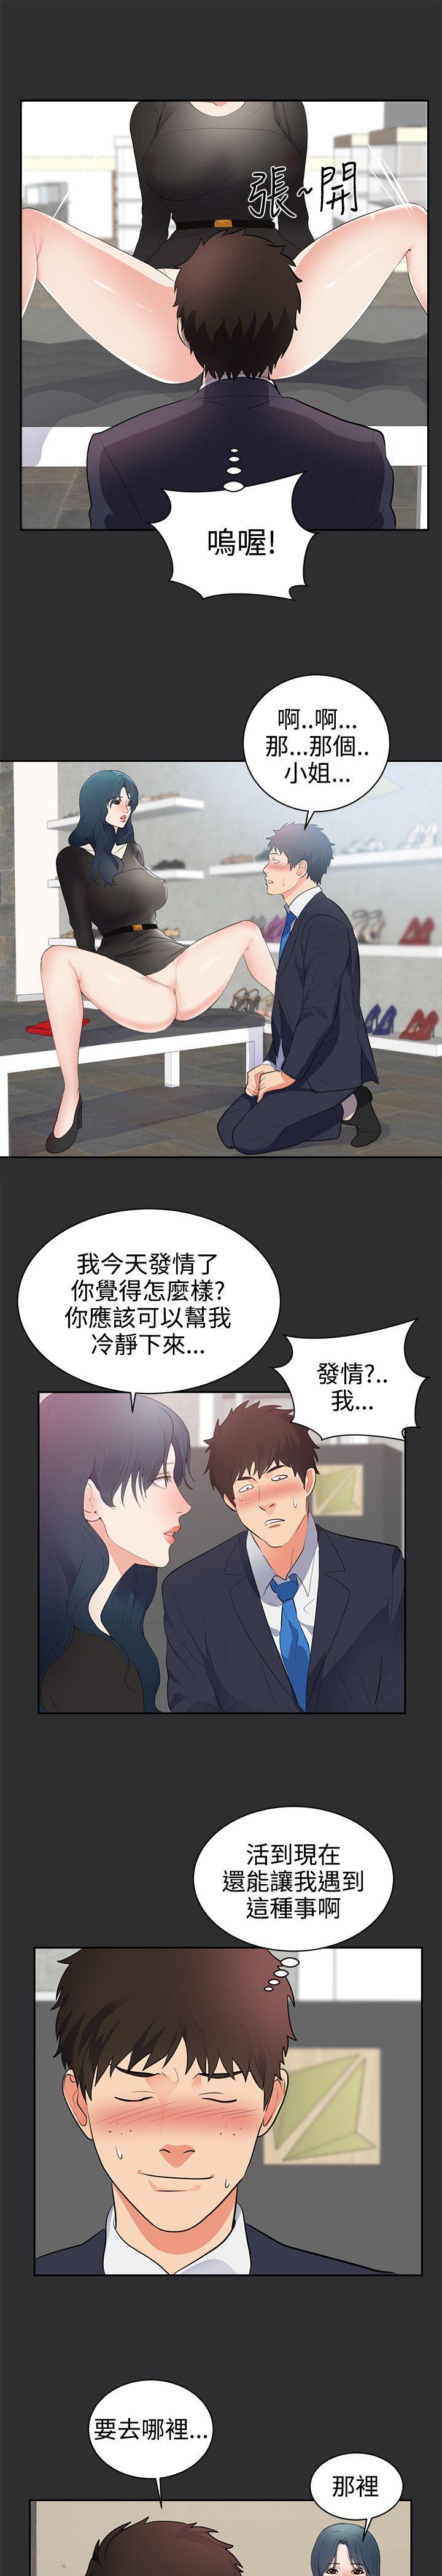 張~開
嗚喔!
啊..啊...
那...那個..
小姐...
我今天發情了
你覺得怎麼樣?
你應該可以幫我
冷靜下來...
發情?..
我...
活到現在
還能讓我遇到
這種事啊
要去哪裡...
那裡